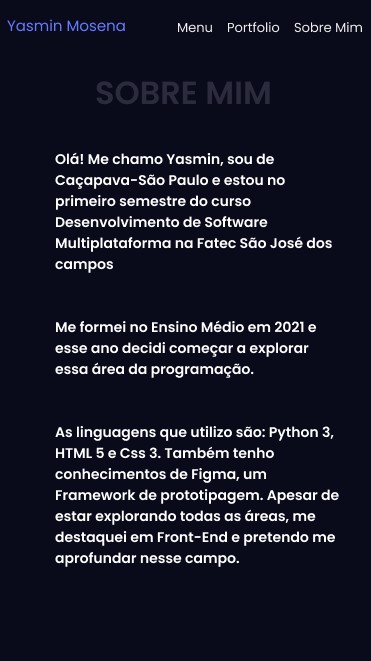 Yasmin Mosena Menu Portfolio Sobre Mim
SOBRE MIM
Olá! Me chamo Yasmin, sou de
Caçapava-São Paulo e estou no
primeiro semestre do curso
Desenvolvimento de Software
Multiplataforma na Fatec São José dos
campos
Me formei no Ensino Médio em 2021 e
esse ano decidi começar a explorar
essa área da programação.
As linguagens que utilizo são: Python 3,
HTML 5 e Css 3. Também tenho
conhecimentos de Figma, um
Framework de prototipagem. Apesar de
estar explorando todas as áreas, me
destaquei em Front-End e pretendo me
aprofundar nesse campo.